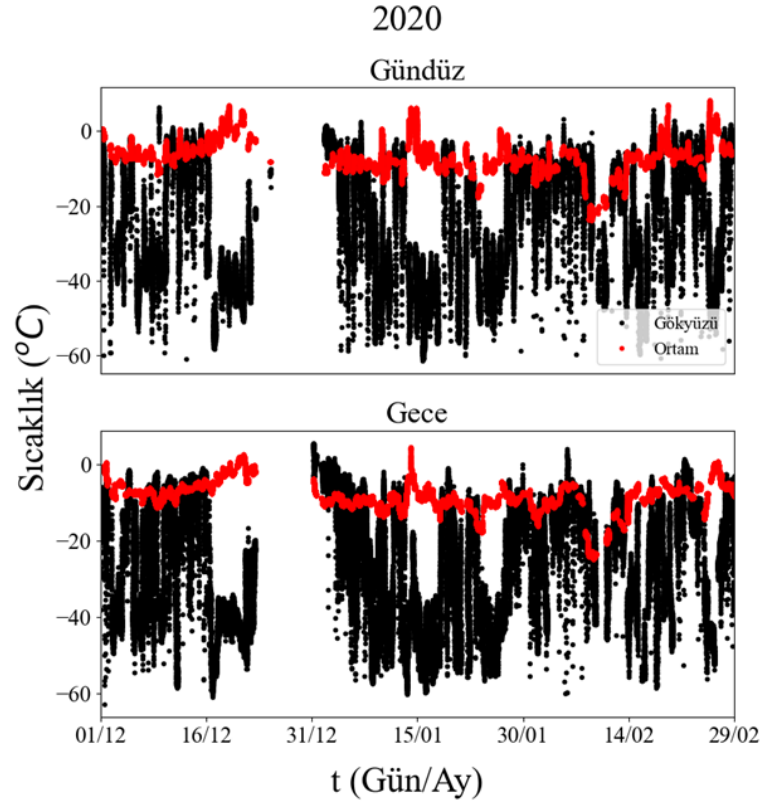 2020
Gündüz
0
−20
−40
−60
Gökyüzü
Ortam
Gece
0
−20
−40
−60
01/12 16/12 31/12 15/01 30/01 14/02 29/02
Sıcaklık (°C)
t (Gün/Ay)